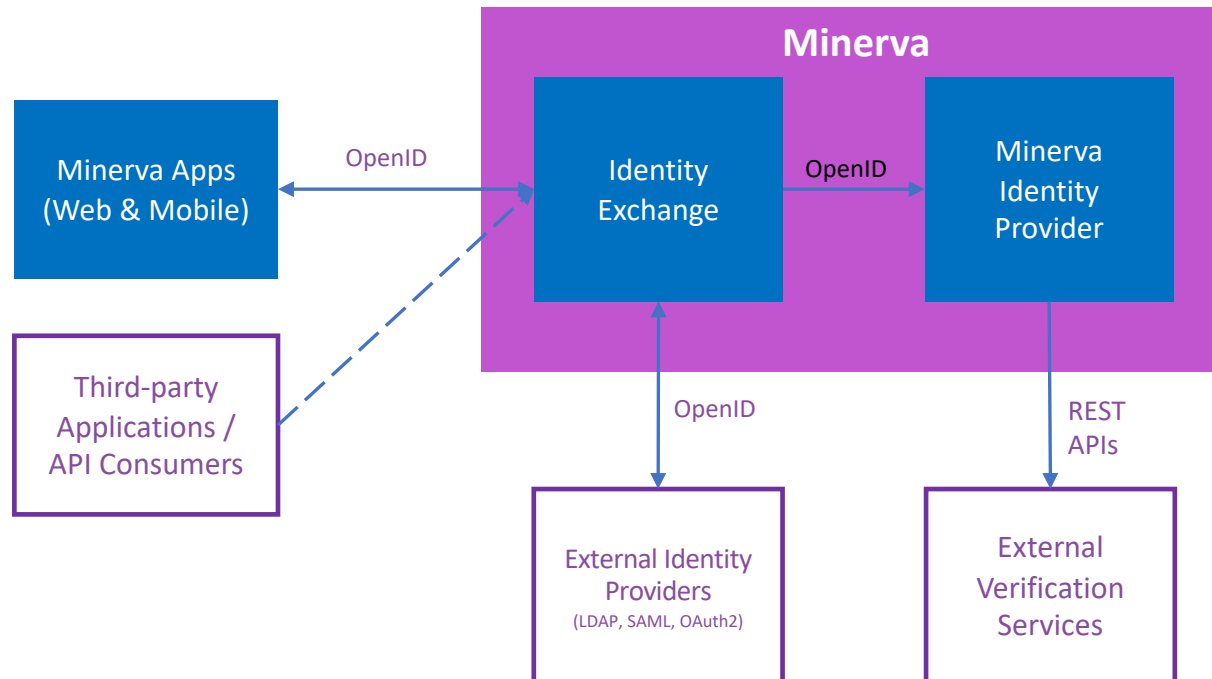 Minerva
Minerva Apps
(Web & Mobile)
OpenID
Identity
Exchange
OpenID
Minerva
Identity
Provider
Third-party
Applications /
API Consumers
OpenID
REST
APIs
External Identity
Providers
(LDAP, SAML, OAuth2)
External
Verification
Services